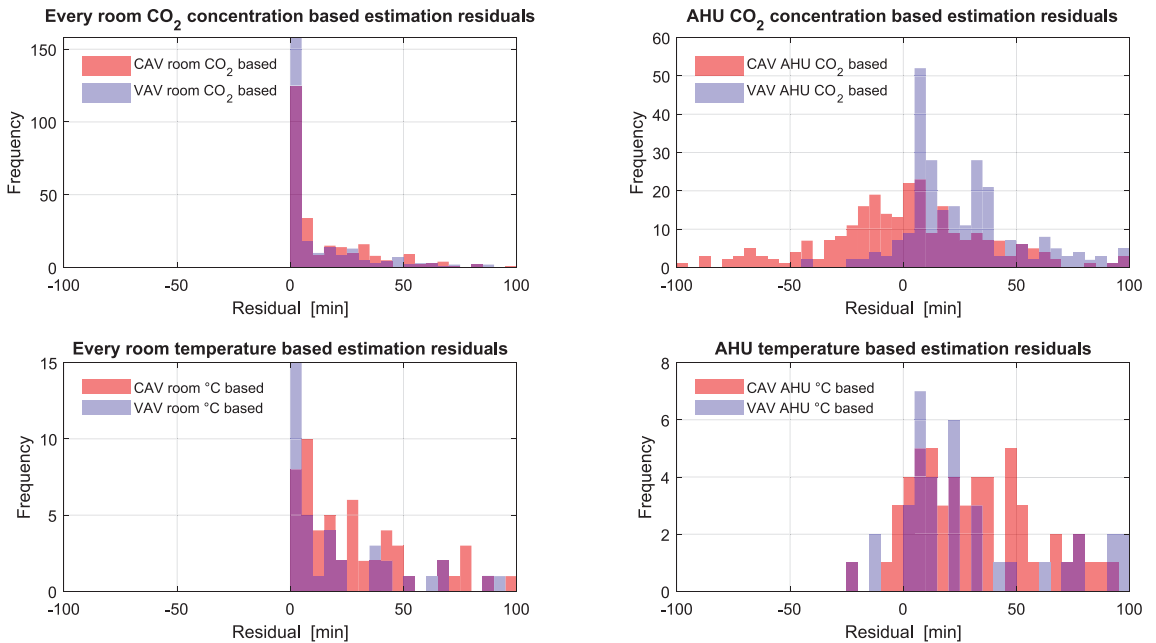 Every room CO2 concentration based estimation residuals
150
100
50
0
Frequency
CAV room CO2 based
VAV room CO2 based
-100 -50 0 50 100
Residual [min]
AHU CO2 concentration based estimation residuals
60
50
40
30
20
10
0
Frequency
CAV AHU CO2 based
VAV AHU CO2 based
-100 -50 0 50 100
Residual [min]
Every room temperature based estimation residuals
15
10
5
0
Frequency
CAV room °C based
VAV room °C based
-100 -50 0 50 100
Residual [min]
AHU temperature based estimation residuals
8
6
4
2
0
Frequency
CAV AHU °C based
VAV AHU °C based
-100 -50 0 50 100
Residual [min]